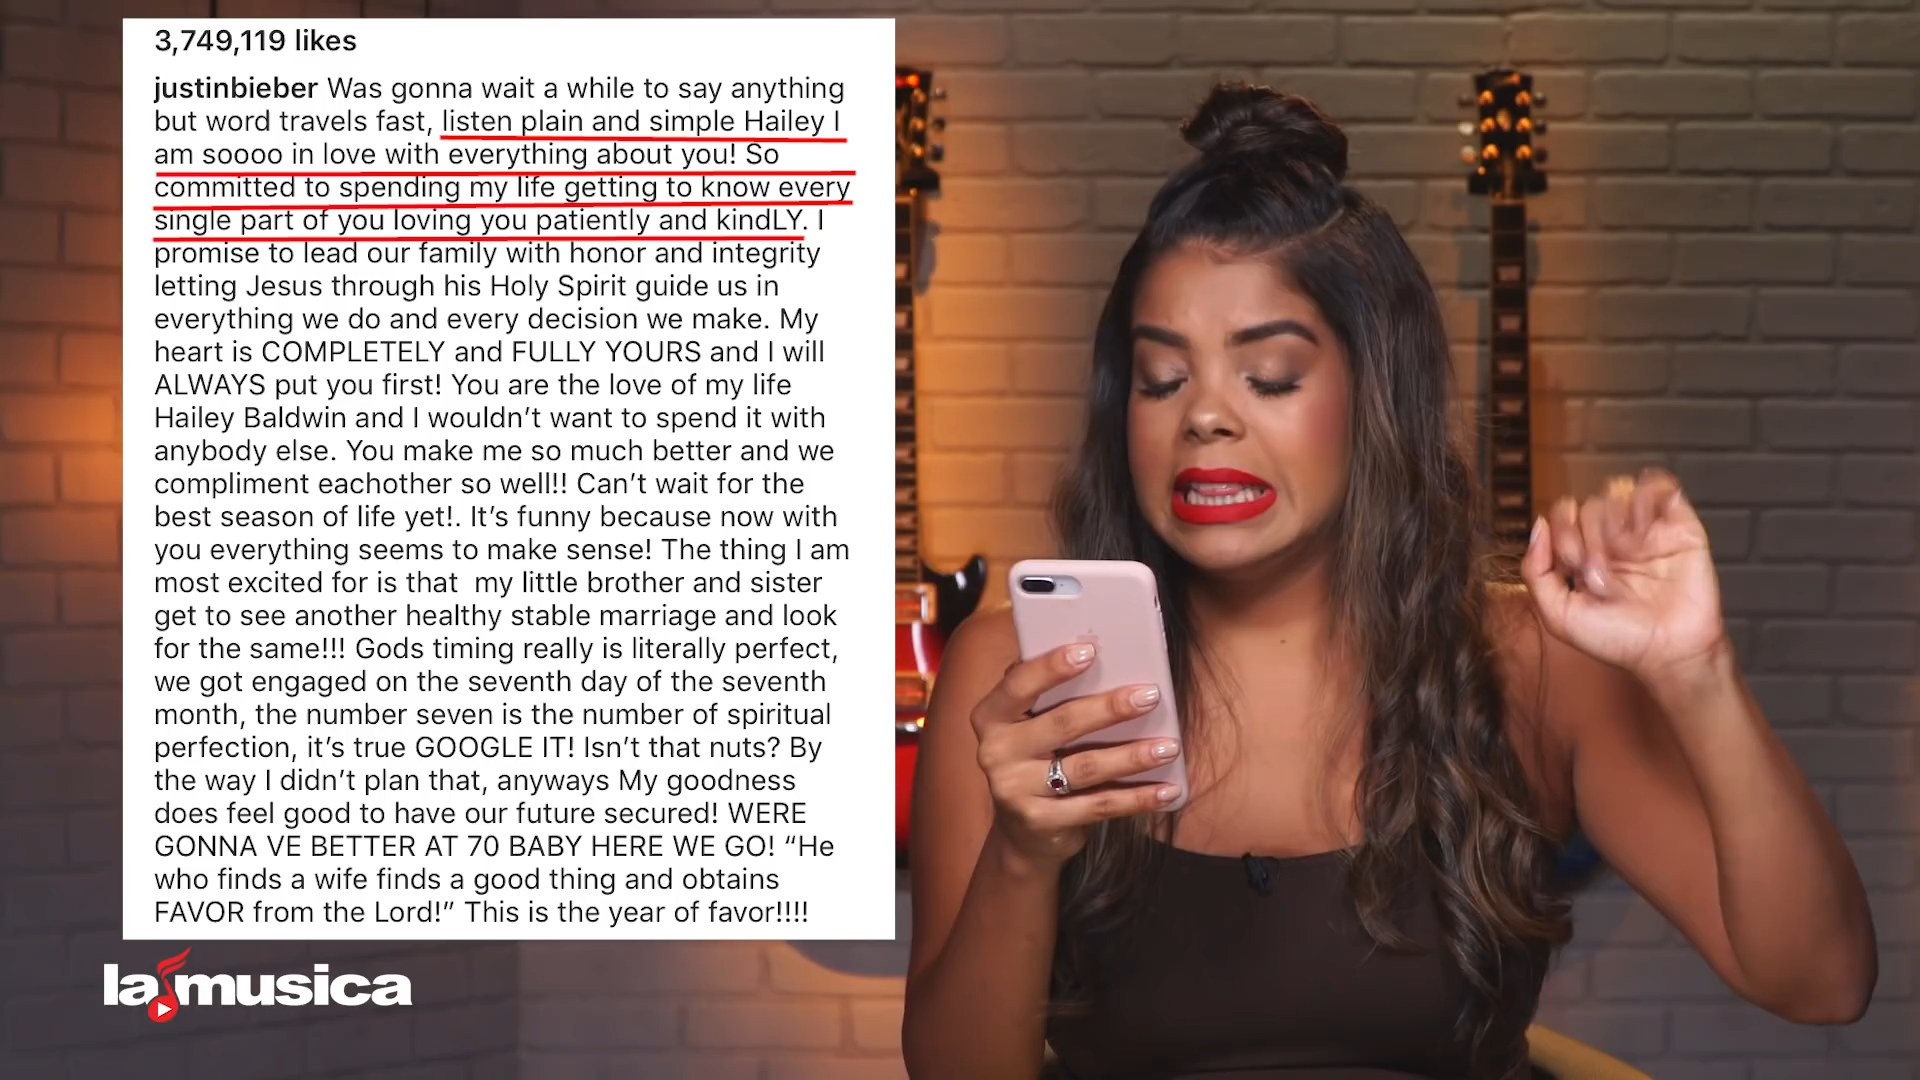 3,749,119 likes
justinbieber Was gonna wait a while to say anything
but word travels fast, listen plain and simple Hailey I
am soooo in love with everything about you! So
committed to spending my life getting to know every
single part of you loving you patiently and kindLY. I
promise to lead our family with honor and integrity
letting Jesus through his Holy Spirit guide us in
everything we do and every decision we make. My
heart is COMPLETELY and FULLY YOURS and I will
ALWAYS put you first! You are the love of my life
Hailey Baldwin and I wouldn’t want to spend it with
anybody else. You make me so much better and we
compliment eachother so well!! Can’t wait for the
best season of life yet!. It’s funny because now with
you everything seems to make sense! The thing I am
most excited for is that  my little brother and sister
get to see another healthy stable marriage and look
for the same!!! Gods timing really is literally perfect,
we got engaged on the seventh day of the seventh
month, the number seven is the number of spiritual
perfection, it’s true GOOGLE IT! Isn’t that nuts? By
the way I didn’t plan that, anyways My goodness
does feel good to have our future secured! WERE
GONNA VE BETTER AT 70 BABY HERE WE GO! “He
who finds a wife finds a good thing and obtains
FAVOR from the Lord!” This is the year of favor!!!!
la musica